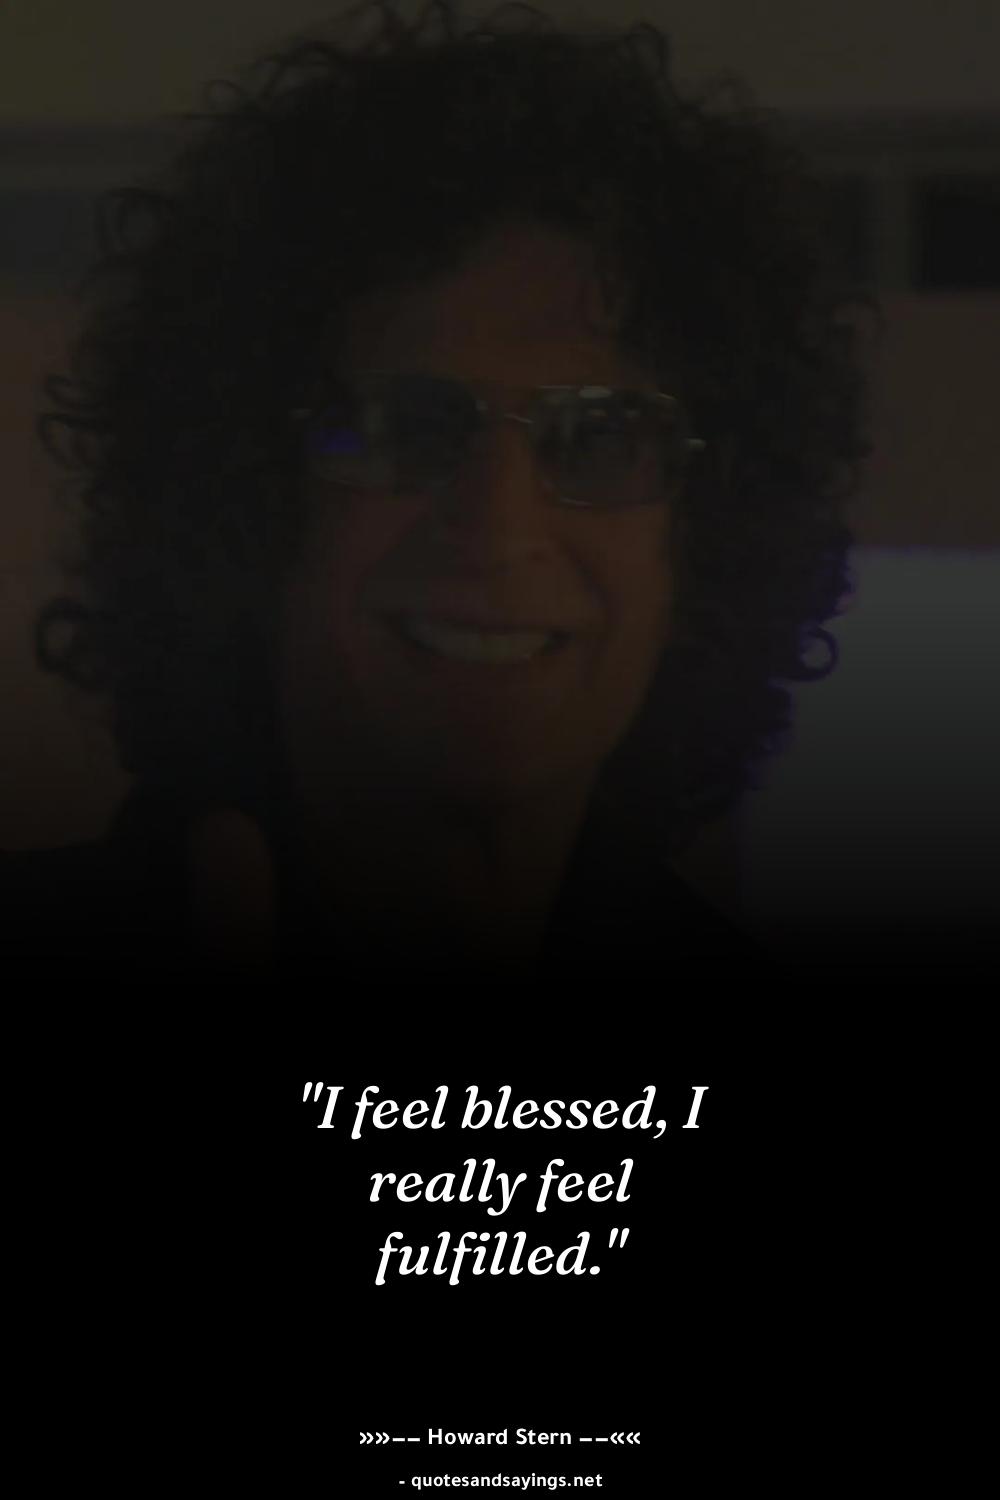 "I feel blessed, I
really feel
fulfilled."
»»−− Howard Stern −−««
- quotesandsayings.net